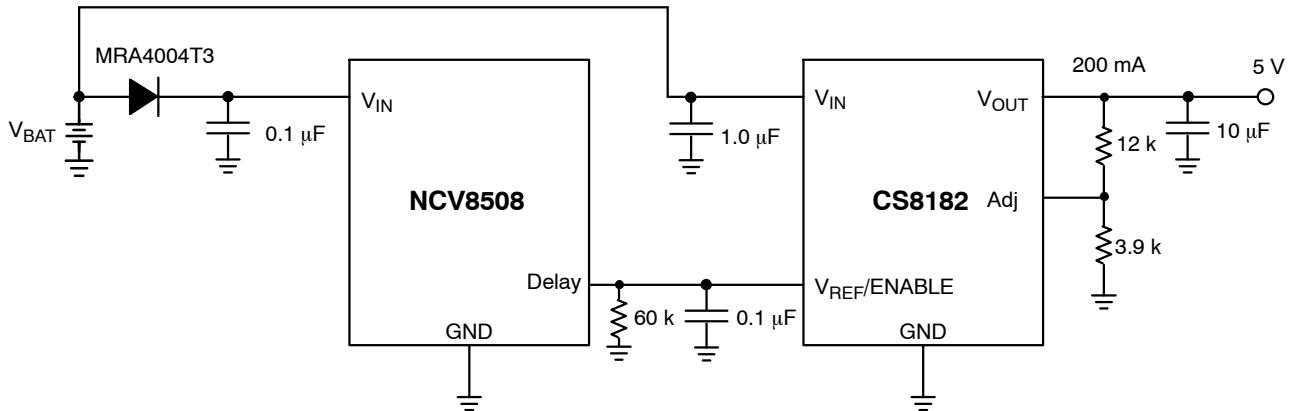 MRA4004T3
200 mA
5 V
V_IN
V_IN
V_OUT
V_BAT
0.1 μF
1.0 μF
12 k
10 μF
NCV8508
CS8182
Adj
3.9 k
Delay
V_REF/ENABLE
60 k
0.1 μF
GND
GND